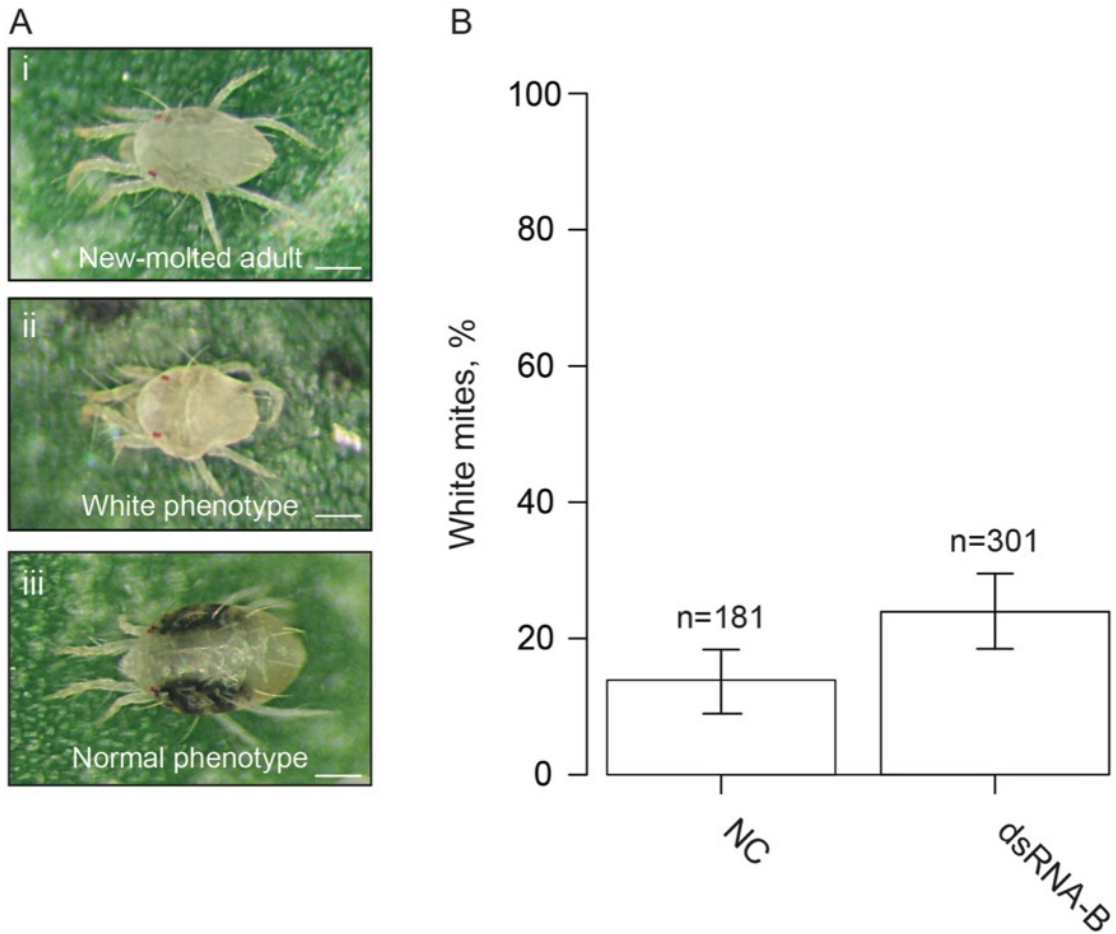 A
i
New-molted adult
ii
White phenotype
iii
Normal phenotype
B
White mites, %
100
80
60
40
20
0
n=181
n=301
NC
dsRNA-B